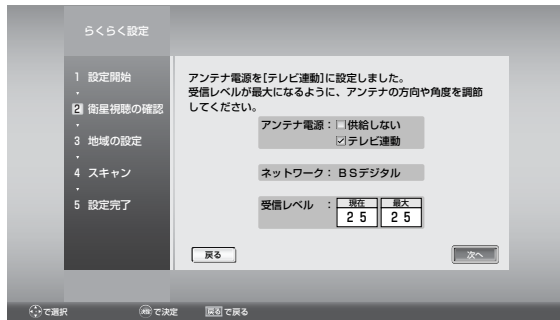 らくらく設定
1 設定開始
2 衛星視聴の確認
3 地域の設定
4 スキャン
5 設定完了
アンテナ電源を[テレビ連動]に設定しました。
受信レベルが最大になるように、アンテナの方向や角度を調節
してください。
アンテナ電源：□供給しない
☑テレビ連動
ネットワーク：ＢＳデジタル
受信レベル ： 現在 最大
２５ ２５
戻る 次へ
で選択 決定 で決定 戻る で戻る